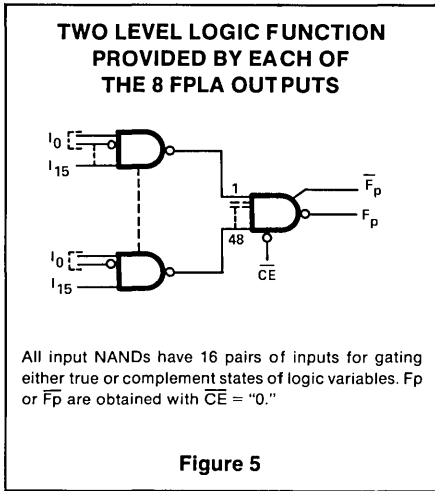 TWO LEVEL LOGIC FUNCTION
PROVIDED BY EACH OF
THE 8 FPLA OUTPUTS
I0
I15
1
F̅p
Fp
48
I0
C̅E̅
I15
All input NANDs have 16 pairs of inputs for gating
either true or complement states of logic variables. Fp
or F̅p̅ are obtained with C̅E̅ = “0.”
Figure 5